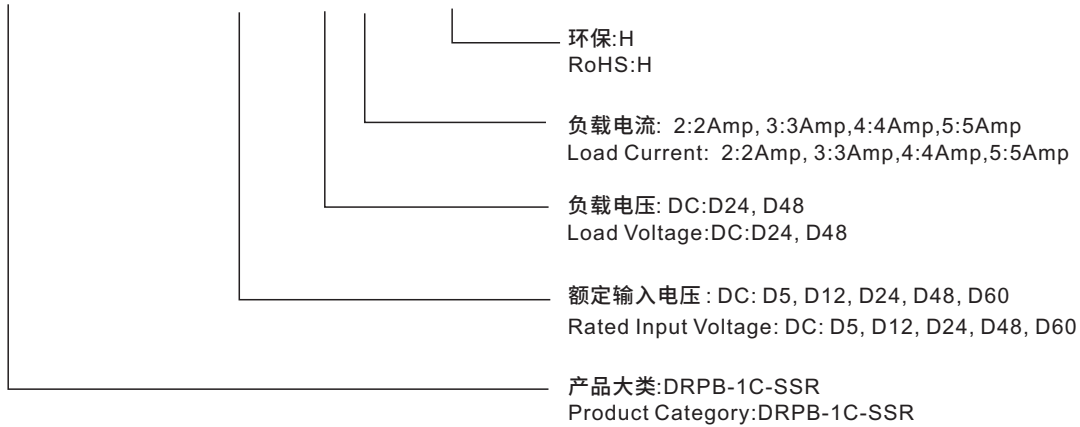 环保:H
RoHS:H
负载电流: 2:2Amp, 3:3Amp,4:4Amp,5:5Amp
Load Current: 2:2Amp, 3:3Amp,4:4Amp,5:5Amp
负载电压: DC:D24, D48
Load Voltage:DC:D24, D48
额定输入电压 : DC: D5, D12, D24, D48, D60
Rated Input Voltage: DC: D5, D12, D24, D48, D60
产品大类:DRPB-1C-SSR
Product Category:DRPB-1C-SSR